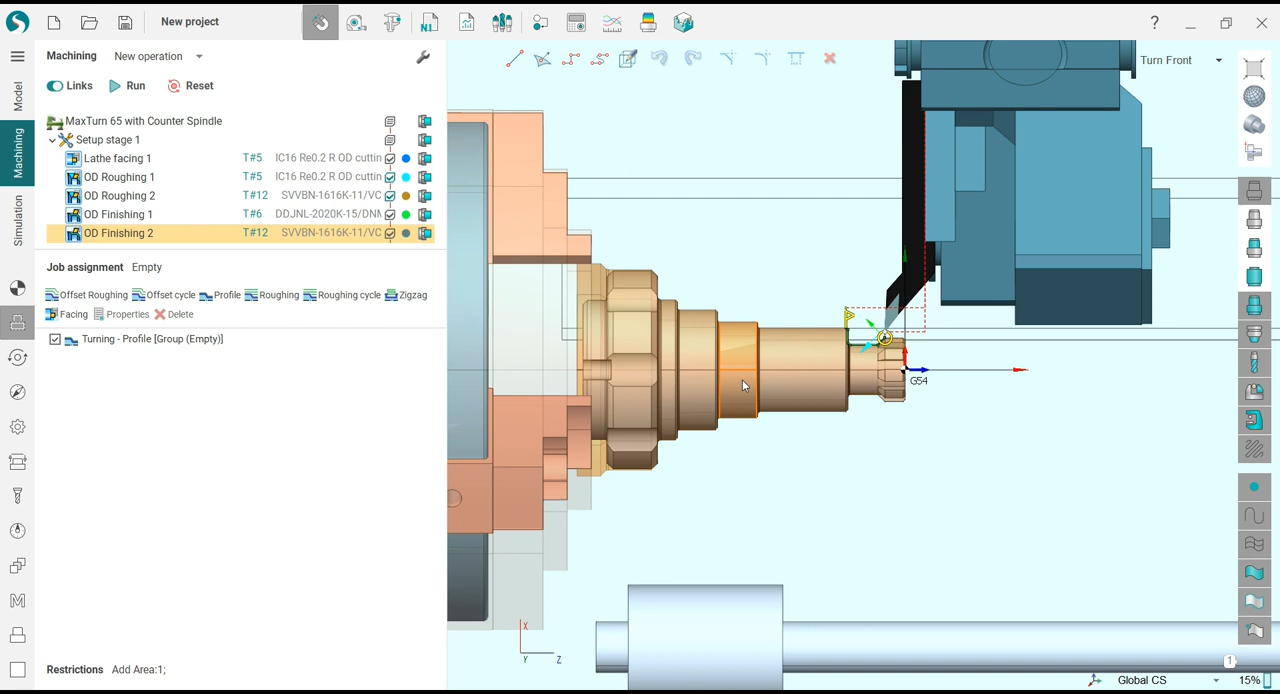 New project
?
Machining New operation
Links Run Reset
Model
Machining
Simulation
MaxTurn 65 with Counter Spindle
Setup stage 1
Lathe facing 1 T#5 IC16 Re0.2 R OD cuttin
OD Roughing 1 T#5 IC16 Re0.2 R OD cuttin
OD Roughing 2 T#12 SVVBN-1616K-11/VC
OD Finishing 1 T#6 DDJNL-2020K-15/DNM
OD Finishing 2 T#12 SVVBN-1616K-11/VC
Job assignment Empty
Offset Roughing Offset cycle Profile Roughing Roughing cycle Zigzag
Facing Properties Delete
Turning - Profile [Group (Empty)]
Restrictions Add Area:1;
Turn Front
G54
X
Y Z
1
Global CS 15%